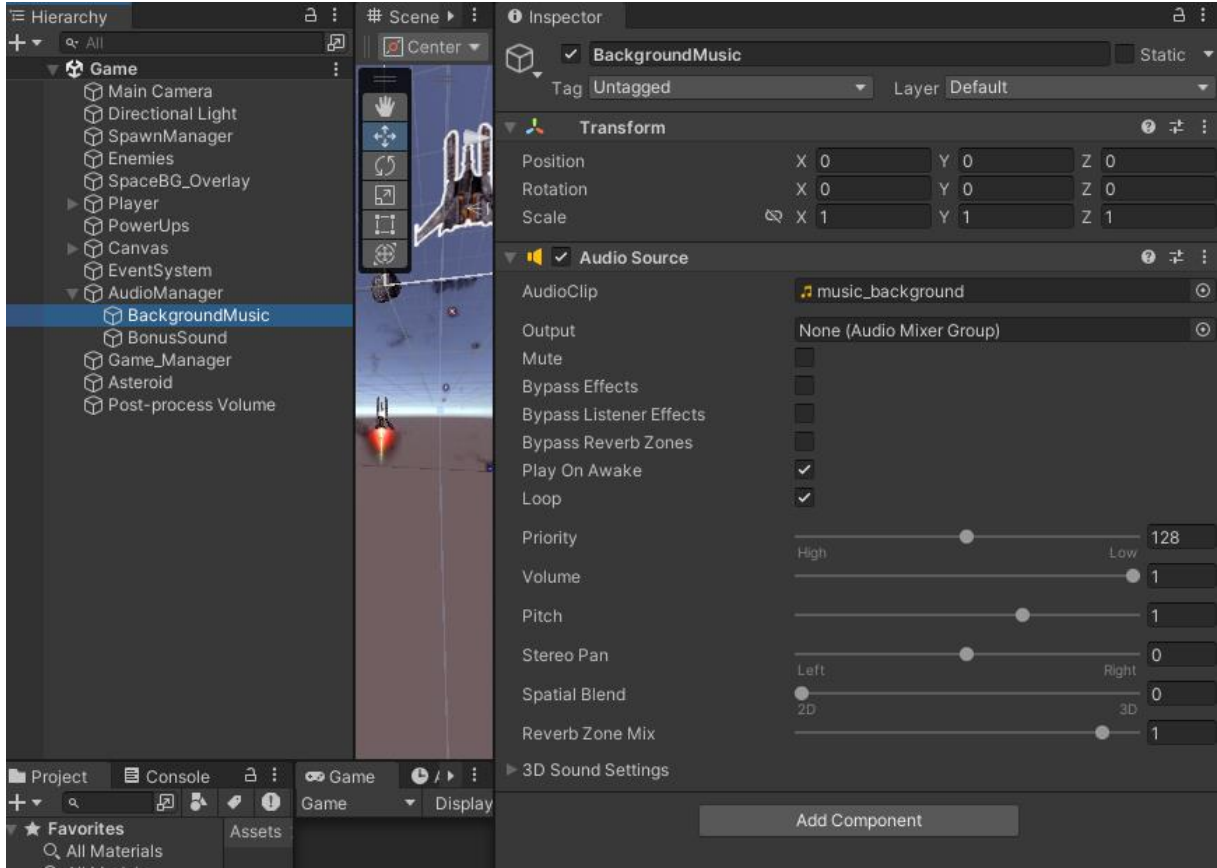 Hierarchy
All
Game
Main Camera
Directional Light
SpawnManager
Enemies
SpaceBG_Overlay
Player
PowerUps
Canvas
EventSystem
AudioManager
BackgroundMusic
BonusSound
Game_Manager
Asteroid
Post-process Volume
Scene
Center
Inspector
BackgroundMusic
Static
Tag Untagged Layer Default
Transform
Position X 0 Y 0 Z 0
Rotation X 0 Y 0 Z 0
Scale X 1 Y 1 Z 1
Audio Source
AudioClip music_background
Output None (Audio Mixer Group)
Mute
Bypass Effects
Bypass Listener Effects
Bypass Reverb Zones
Play On Awake
Loop
Priority 128
High Low
Volume 1
Pitch 1
Stereo Pan 0
Left Right
Spatial Blend 0
2D 3D
Reverb Zone Mix 1
3D Sound Settings
Add Component
Project Console
Favorites
All Materials
Assets
Game
Game Display